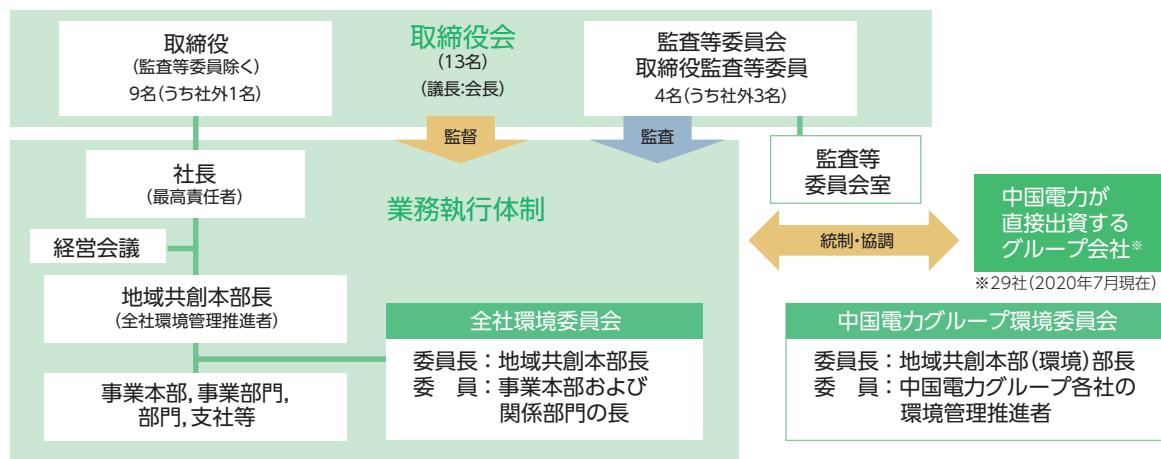 取締役会
(13名)
(議長:会長)
取締役
(監査等委員除く)
9名(うち社外1名)
監査等委員会
取締役監査等委員
4名(うち社外3名)
監督
監査
監査等
委員会室
社長
(最高責任者)
業務執行体制
経営会議
統制・協調
中国電力が
直接出資する
グループ会社※
※29社(2020年7月現在)
地域共創本部長
(全社環境管理推進者)
事業本部,事業部門,
部門,支社等
全社環境委員会
委員長：地域共創本部長
委　員：事業本部および
関係部門の長
中国電力グループ環境委員会
委員長：地域共創本部(環境)部長
委　員：中国電力グループ各社の
環境管理推進者